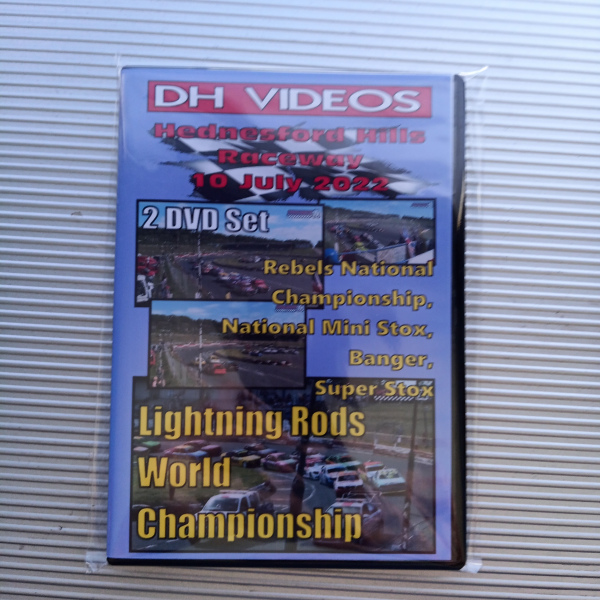 DH VIDEOS
Hednesford Hills
Raceway
10 July 2022
2 DVD Set
Rebels National
Championship,
National Mini Stox,
Banger,
Super Stox
Lightning Rods
World
Championship